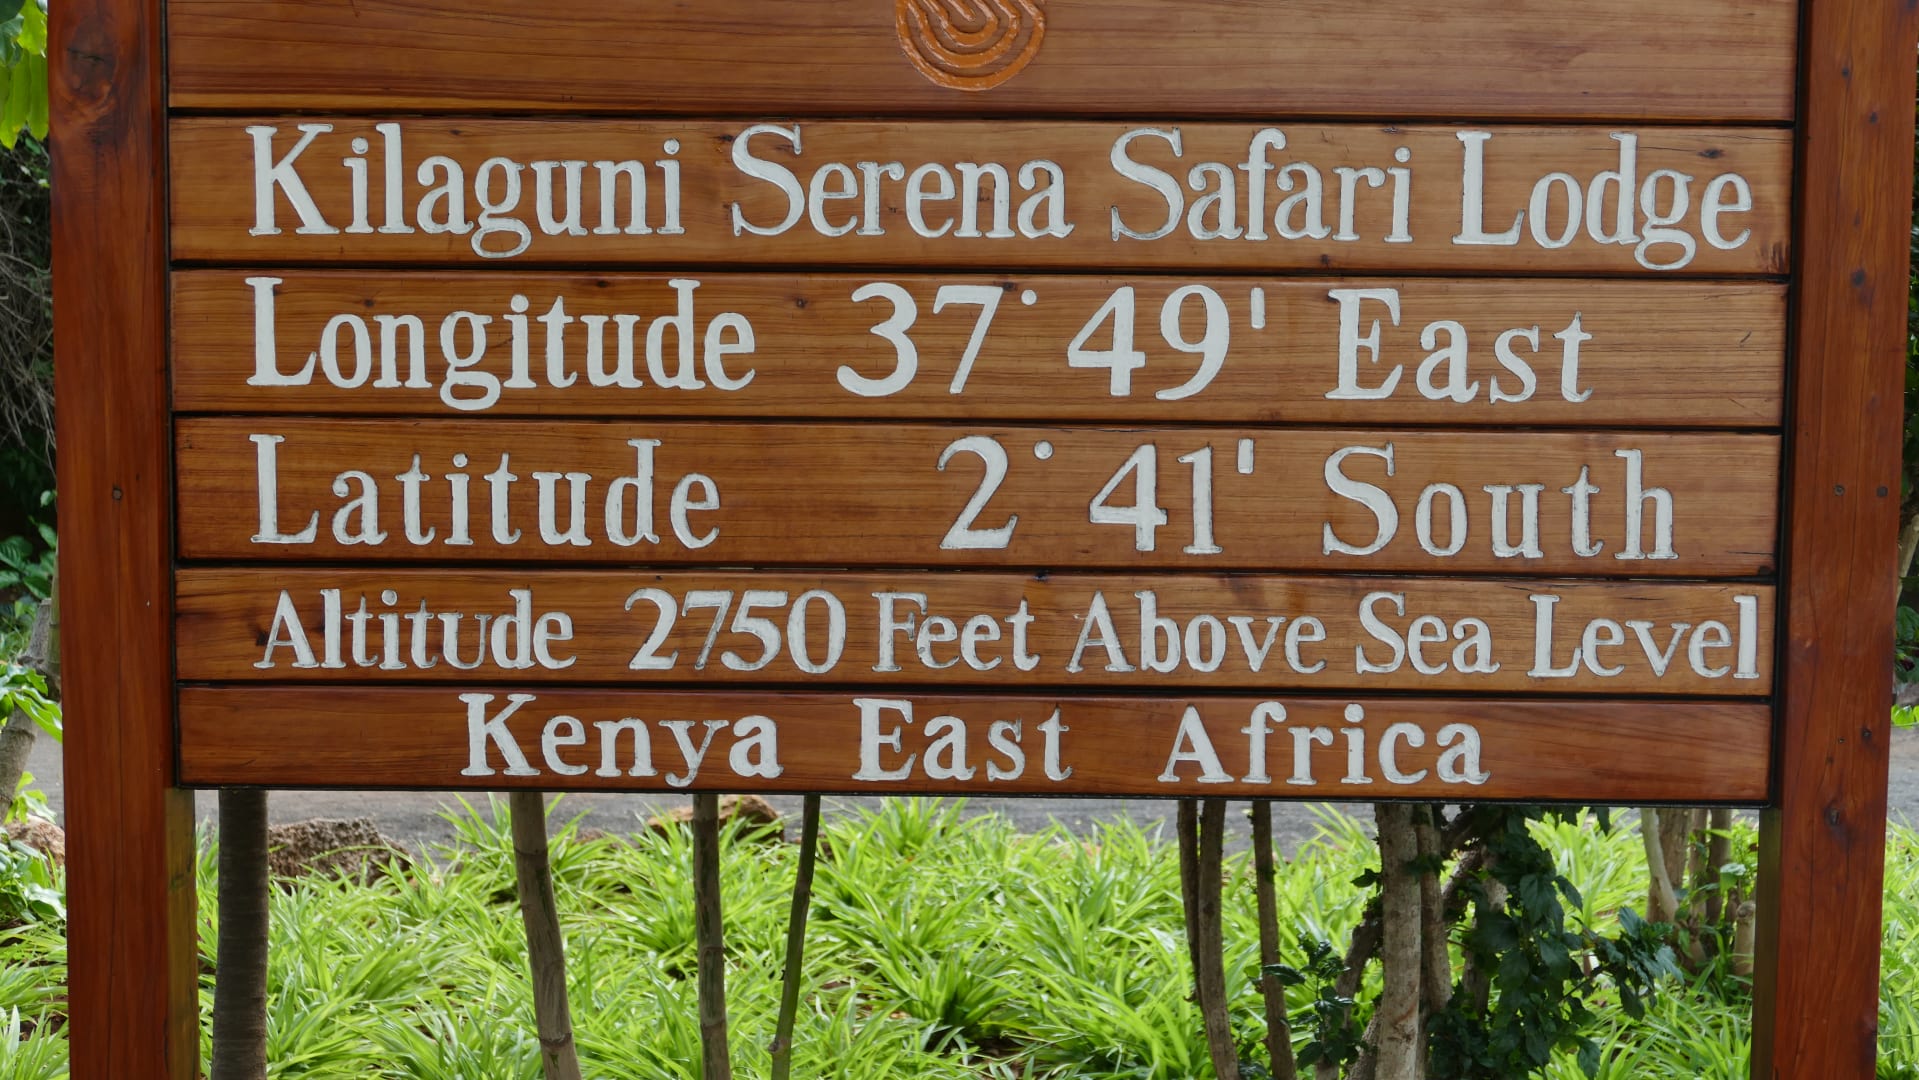 Kilaguni Serena Safari Lodge
Longitude 37° 49' East
Latitude 2° 41' South
Altitude 2750 Feet Above Sea Level
Kenya East Africa